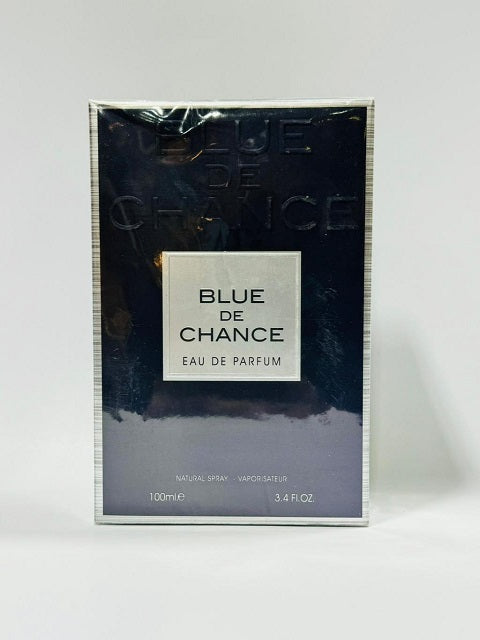 BLUE
DE
CHANCE
BLUE
DE
CHANCE
EAU DE PARFUM
NATURAL SPRAY - VAPORISATEUR
100ml.e 3.4 Fl.OZ.